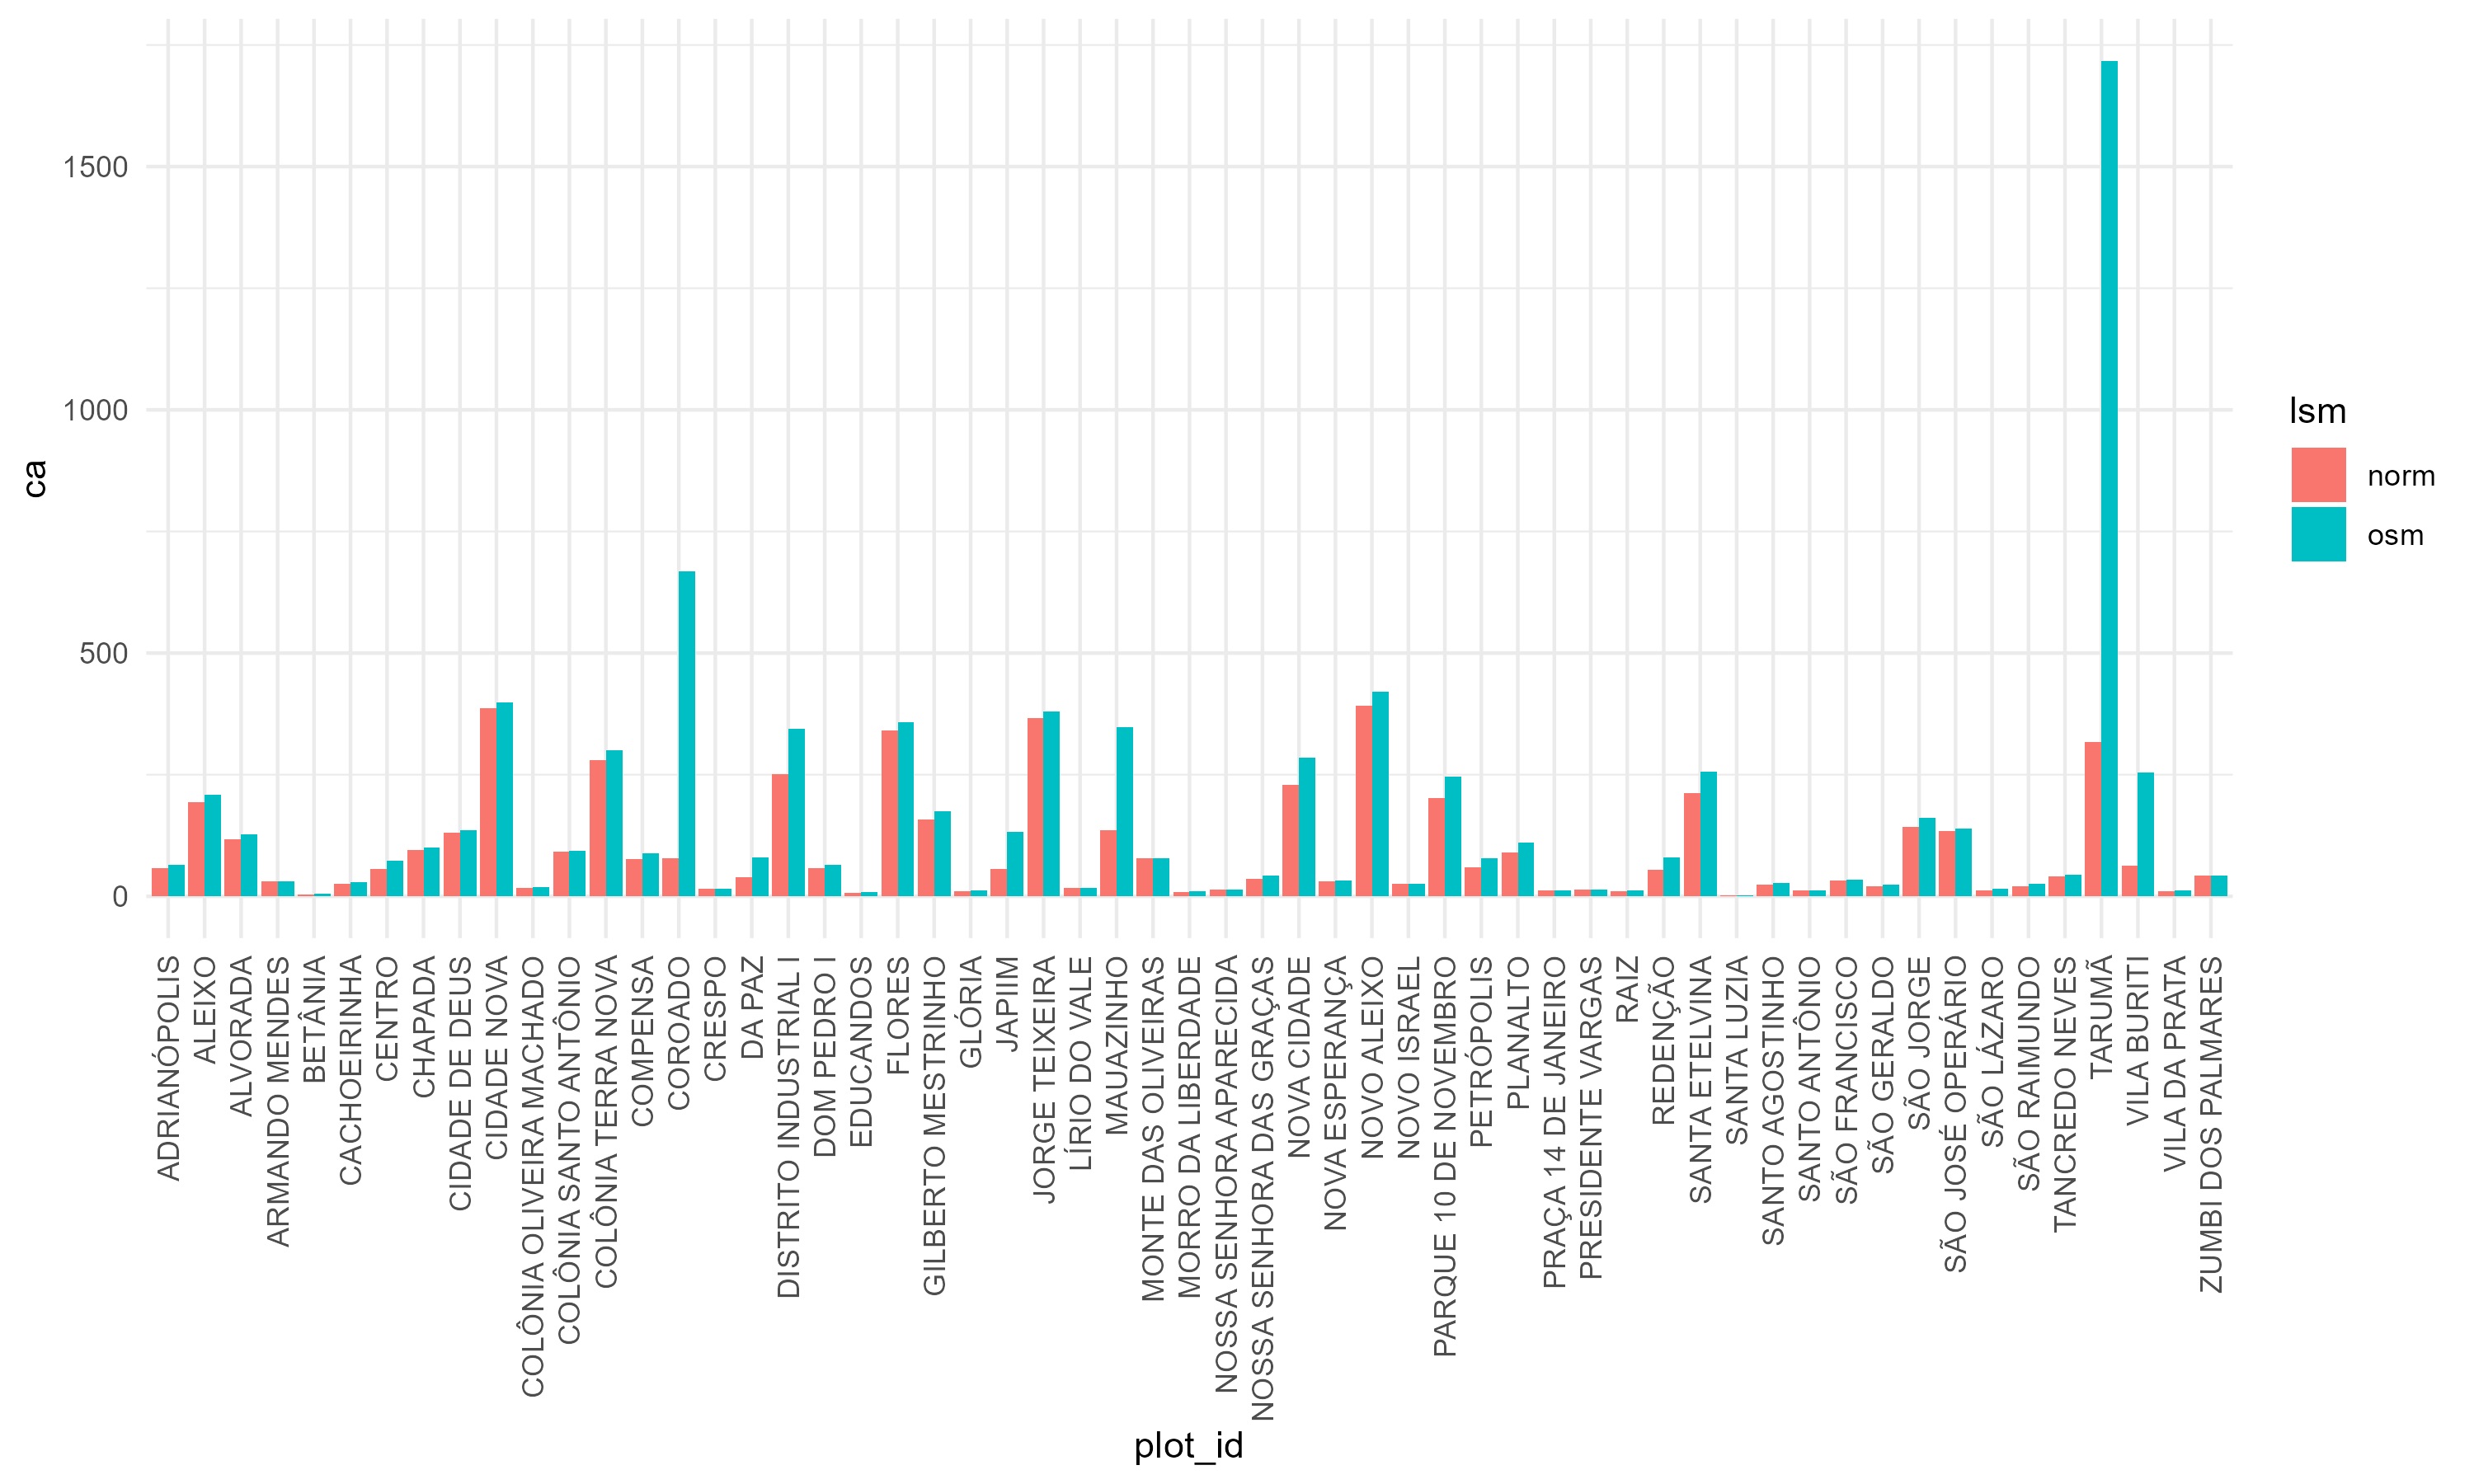 1500
1000
500
0
ca
ADRIANÓPOLIS
ALEIXO
ALVORADA
ARMANDO MENDES
BETÂNIA
CACHOEIRINHA
CENTRO
CHAPADA
CIDADE DE DEUS
CIDADE NOVA
COLÔNIA OLIVEIRA MACHADO
COLÔNIA SANTO ANTÔNIO
COLÔNIA TERRA NOVA
COMPENSA
COROADO
CRESPO
DA PAZ
DISTRITO INDUSTRIAL I
DOM PEDRO I
EDUCANDOS
FLORES
GILBERTO MESTRINHO
GLÓRIA
JAPIIM
JORGE TEIXEIRA
LÍRIO DO VALE
MAUAZINHO
MONTE DAS OLIVEIRAS
MORRO DA LIBERDADE
NOSSA SENHORA APARECIDA
NOSSA SENHORA DAS GRAÇAS
NOVA CIDADE
NOVA ESPERANÇA
NOVO ALEIXO
NOVO ISRAEL
PARQUE 10 DE NOVEMBRO
PETRÓPOLIS
PLANALTO
PRAÇA 14 DE JANEIRO
PRESIDENTE VARGAS
RAIZ
REDENÇÃO
SANTA ETELVINA
SANTA LUZIA
SANTO AGOSTINHO
SANTO ANTÔNIO
SÃO FRANCISCO
SÃO GERALDO
SÃO JORGE
SÃO JOSÉ OPERÁRIO
SÃO LÁZARO
SÃO RAIMUNDO
TANCREDO NEVES
TARUMÃ
VILA BURITI
VILA DA PRATA
ZUMBI DOS PALMARES
plot_id
lsm
norm
osm